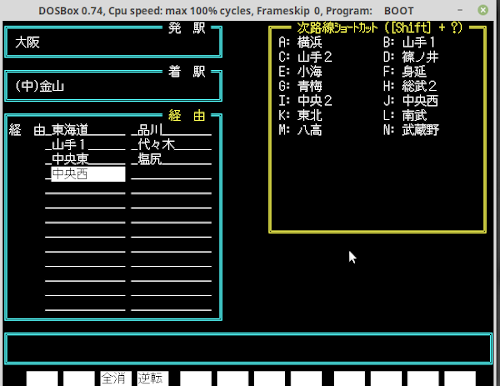 DOSBox 0.74, Cpu speed: max 100% cycles, Frameskip 0, Program: BOOT
発 駅
大阪
着 駅
(中)金山
経 由
経 由 東海道 品川
山手1 代々木
中央東 塩尻
中央西
次路線ショートカット ([Shift] + ?)
A: 横浜 B: 山手1
C: 山手2 D: 篠ノ井
E: 小海 F: 身延
G: 青梅 H: 総武2
I: 中央2 J: 中央西
K: 東北 L: 南武
M: 八高 N: 武蔵野
全消 逆転